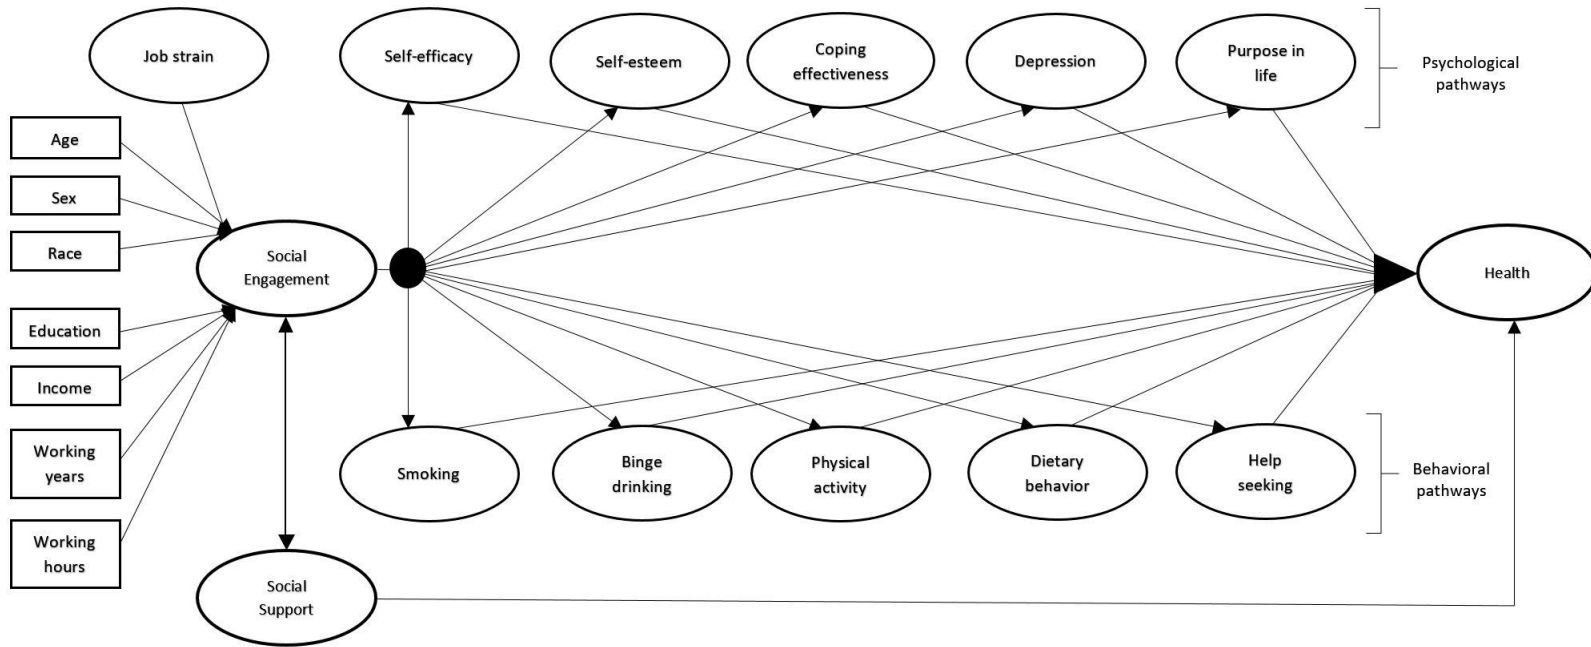 Job strain
Self-efficacy
Self-esteem
Coping
effectiveness
Depression
Purpose in
life
Psychological
pathways
Age
Sex
Race
Education
Income
Working
years
Working
hours
Social
Engagement
Health
Smoking
Binge
drinking
Physical
activity
Dietary
behavior
Help
seeking
Behavioral
pathways
Social
Support